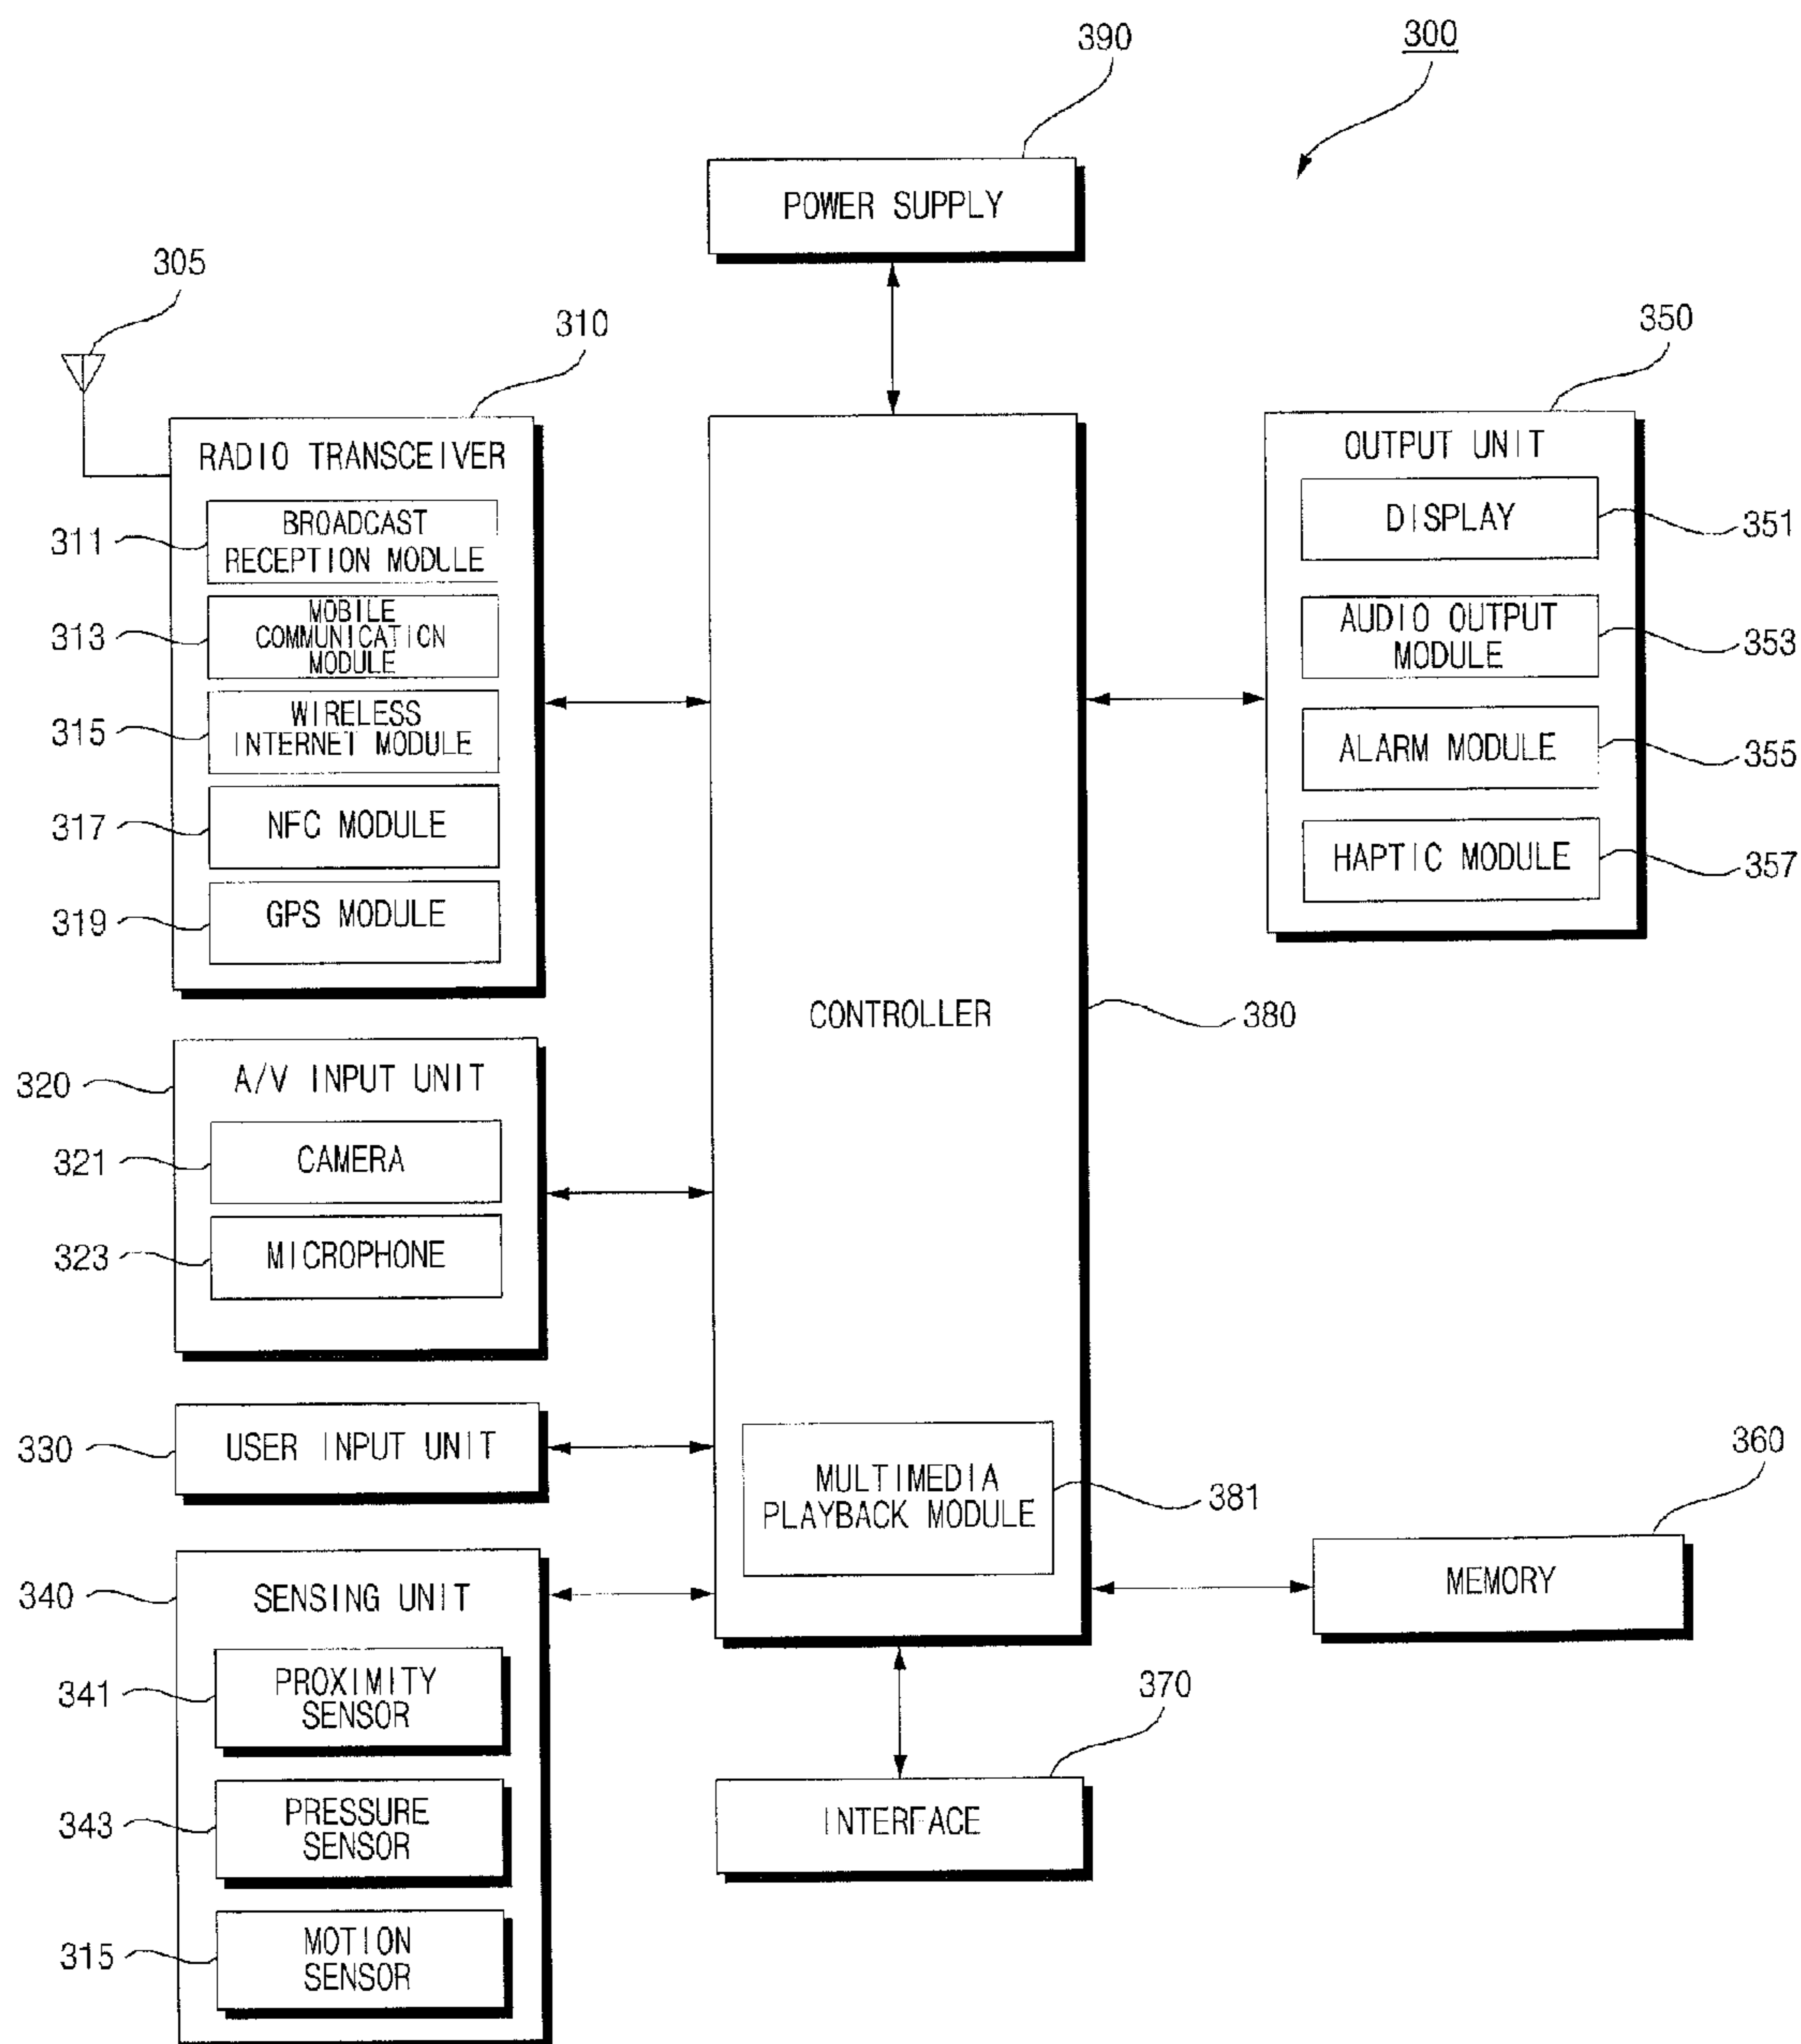 390
300
POWER SUPPLY
305
310
350
RADIO TRANSCEIVER
311
BROADCAST
RECEPTION MODULE
313
MOBILE
COMMUNICATION
MODULE
315
WIRELESS
INTERNET MODULE
317
NFC MODULE
319
GPS MODULE
OUTPUT UNIT
DISPLAY
351
AUDIO OUTPUT
MODULE
353
ALARM MODULE
355
HAPTIC MODULE
357
CONTROLLER
380
320
A/V INPUT UNIT
321
CAMERA
323
MICROPHONE
330
USER INPUT UNIT
MULTIMEDIA
PLAYBACK MODULE
381
360
MEMORY
340
SENSING UNIT
341
PROXIMITY
SENSOR
343
PRESSURE
SENSOR
315
MOTION
SENSOR
370
INTERFACE